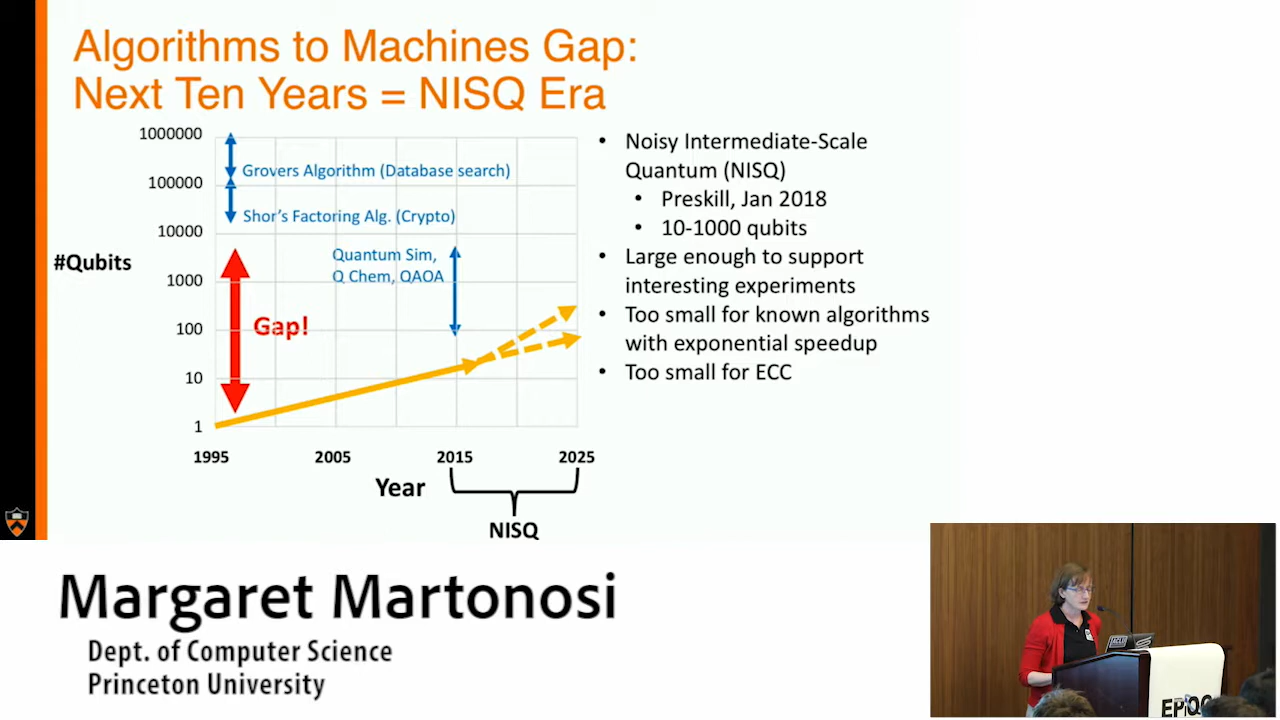 Algorithms to Machines Gap:
Next Ten Years = NISQ Era
1000000
100000
10000
1000
100
10
1
#Qubits
Grovers Algorithm (Database search)
Shor's Factoring Alg. (Crypto)
Quantum Sim,
Q Chem, QAOA
Gap!
1995
2005
2015
2025
Year
NISQ
• Noisy Intermediate-Scale
Quantum (NISQ)
• Preskill, Jan 2018
• 10-1000 qubits
• Large enough to support
interesting experiments
• Too small for known algorithms
with exponential speedup
• Too small for ECC
Margaret Martonosi
Dept. of Computer Science
Princeton University